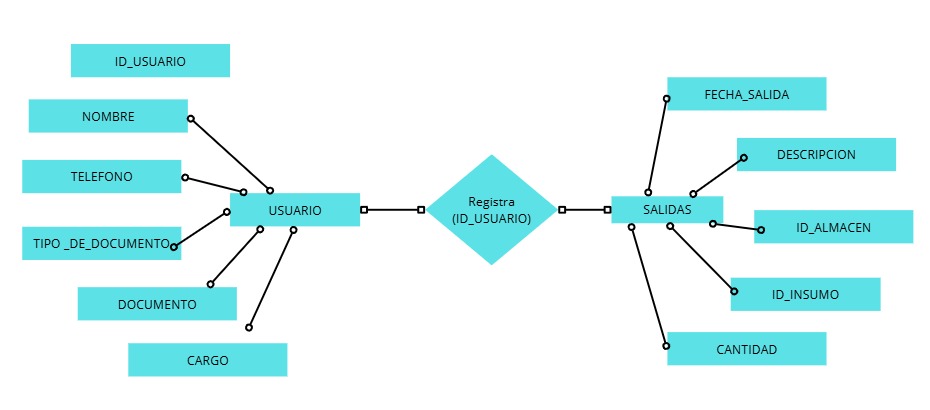 ID_USUARIO
NOMBRE
TELEFONO
TIPO _DE_DOCUMENTO
DOCUMENTO
CARGO
USUARIO
Registra
(ID_USUARIO)
SALIDAS
FECHA_SALIDA
DESCRIPCION
ID_ALMACEN
ID_INSUMO
CANTIDAD